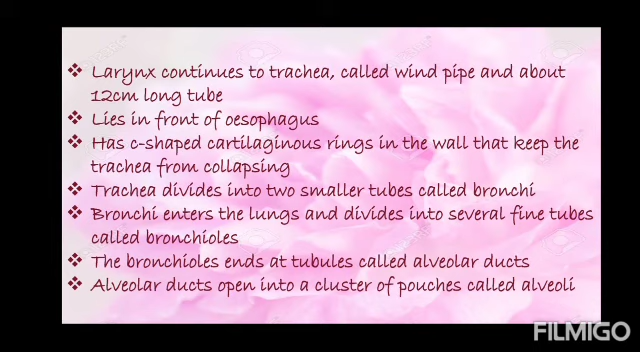 ❖ Larynx continues to trachea, called wind pipe and about
12cm long tube
❖ Lies in front of oesophagus
❖ Has c-shaped cartilaginous rings in the wall that keep the
trachea from collapsing
❖ Trachea divides into two smaller tubes called bronchi
❖ Bronchi enters the lungs and divides into several fine tubes
called bronchioles
❖ The bronchioles ends at tubules called alveolar ducts
❖ Alveolar ducts open into a cluster of pouches called alveoli
FILMIGO